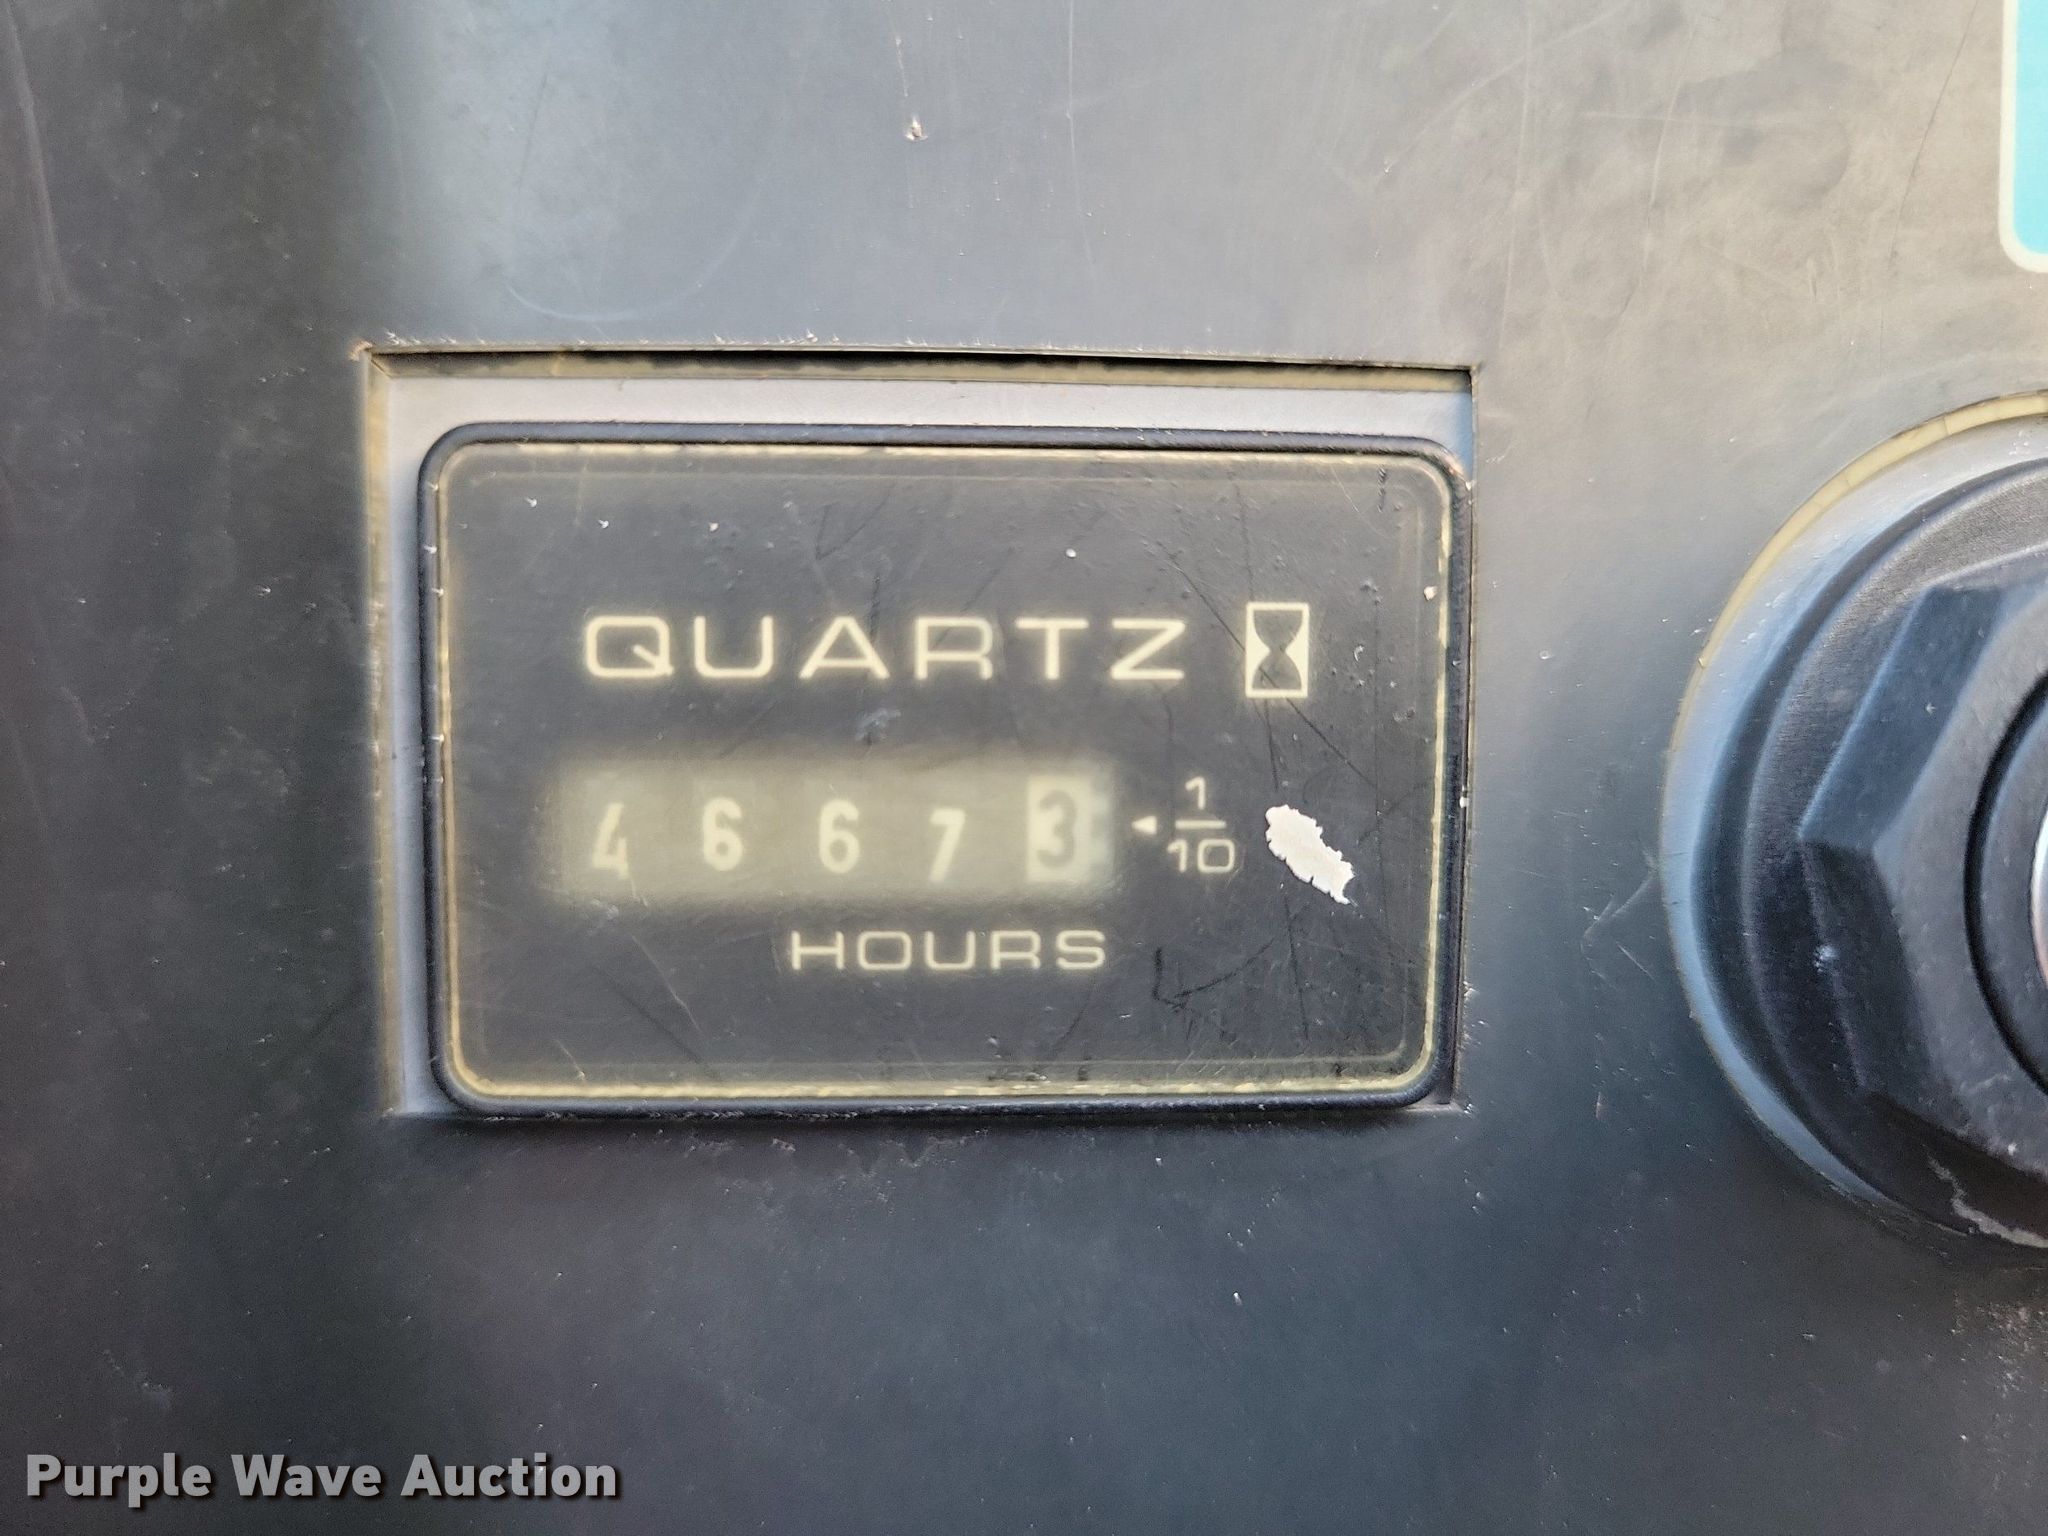 QUARTZ
4 6 6 7 3 1/10
HOURS
Purple Wave Auction